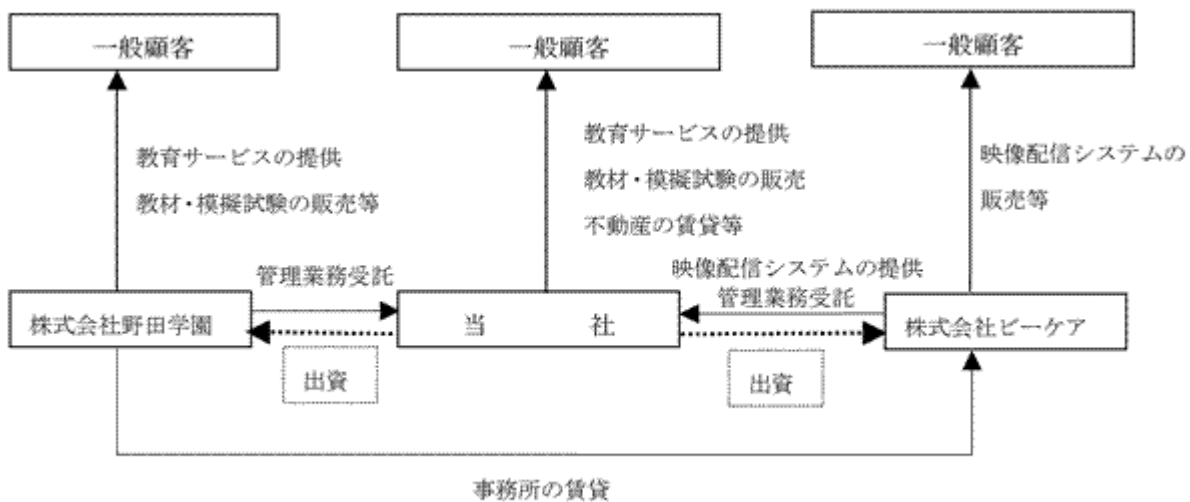 一般顧客
一般顧客
一般顧客
教育サービスの提供
教材・模擬試験の販売等
教育サービスの提供
教材・模擬試験の販売
不動産の賃貸等
映像配信システムの
販売等
管理業務受託
映像配信システムの提供
管理業務受託
株式会社野田学園
当 社
株式会社ビーケア
出資
出資
事務所の賃貸